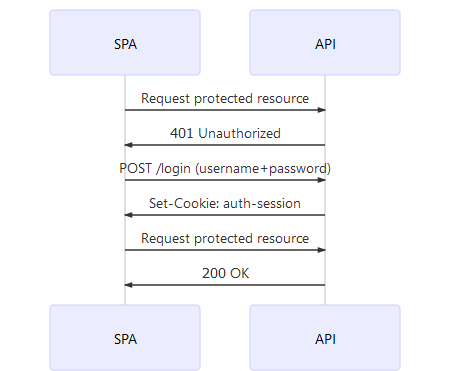 SPA API
Request protected resource
401 Unauthorized
POST /login (username+password)
Set-Cookie: auth-session
Request protected resource
200 OK
SPA API